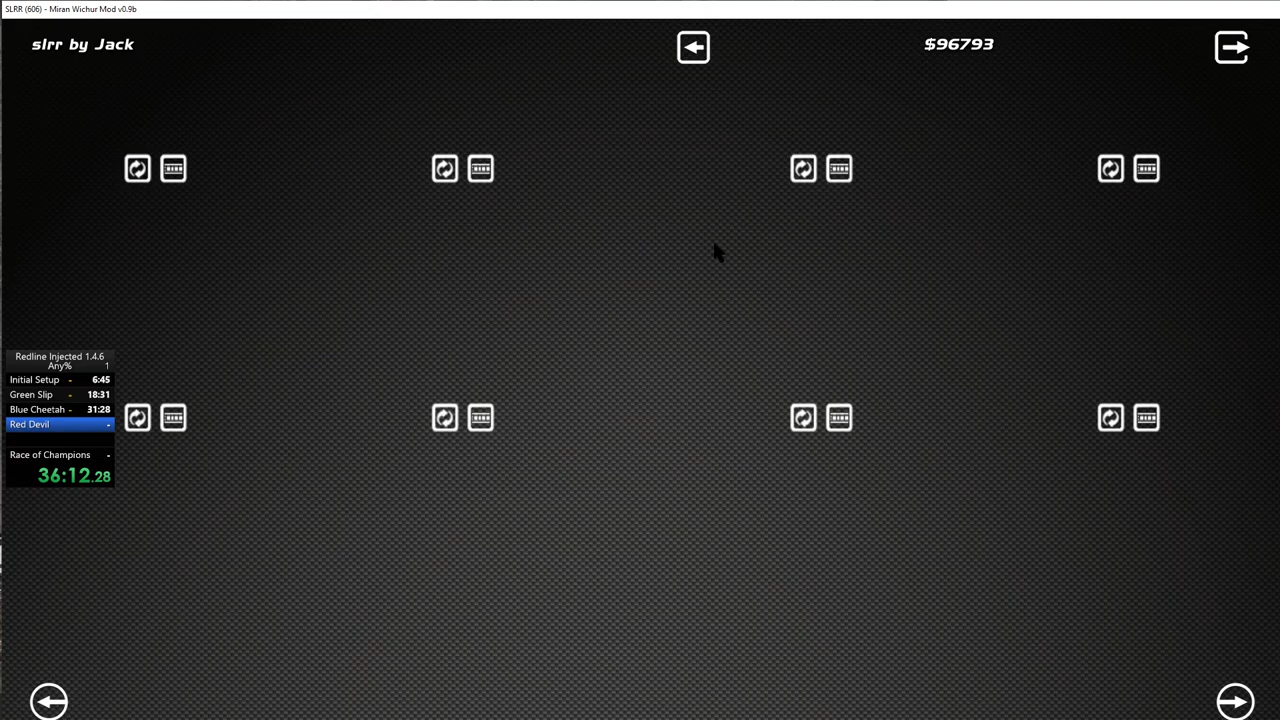 SLRR (606) - Miran Wichur Mod v0.9b
slrr by Jack
$96793
Redline Injected 1.4.6
Any% 1
Initial Setup - 6:45
Green Slip - 18:31
Blue Cheetah - 31:28
Red Devil -
Race of Champions -
36:12.28